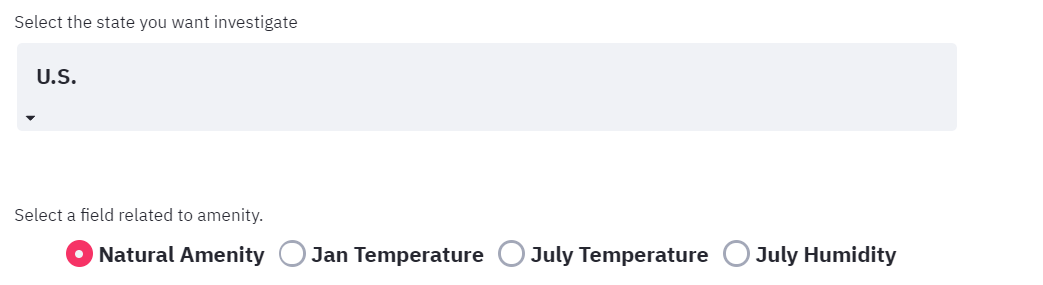 Select the state you want investigate
U.S.
Select a field related to amenity.
Natural Amenity Jan Temperature July Temperature July Humidity